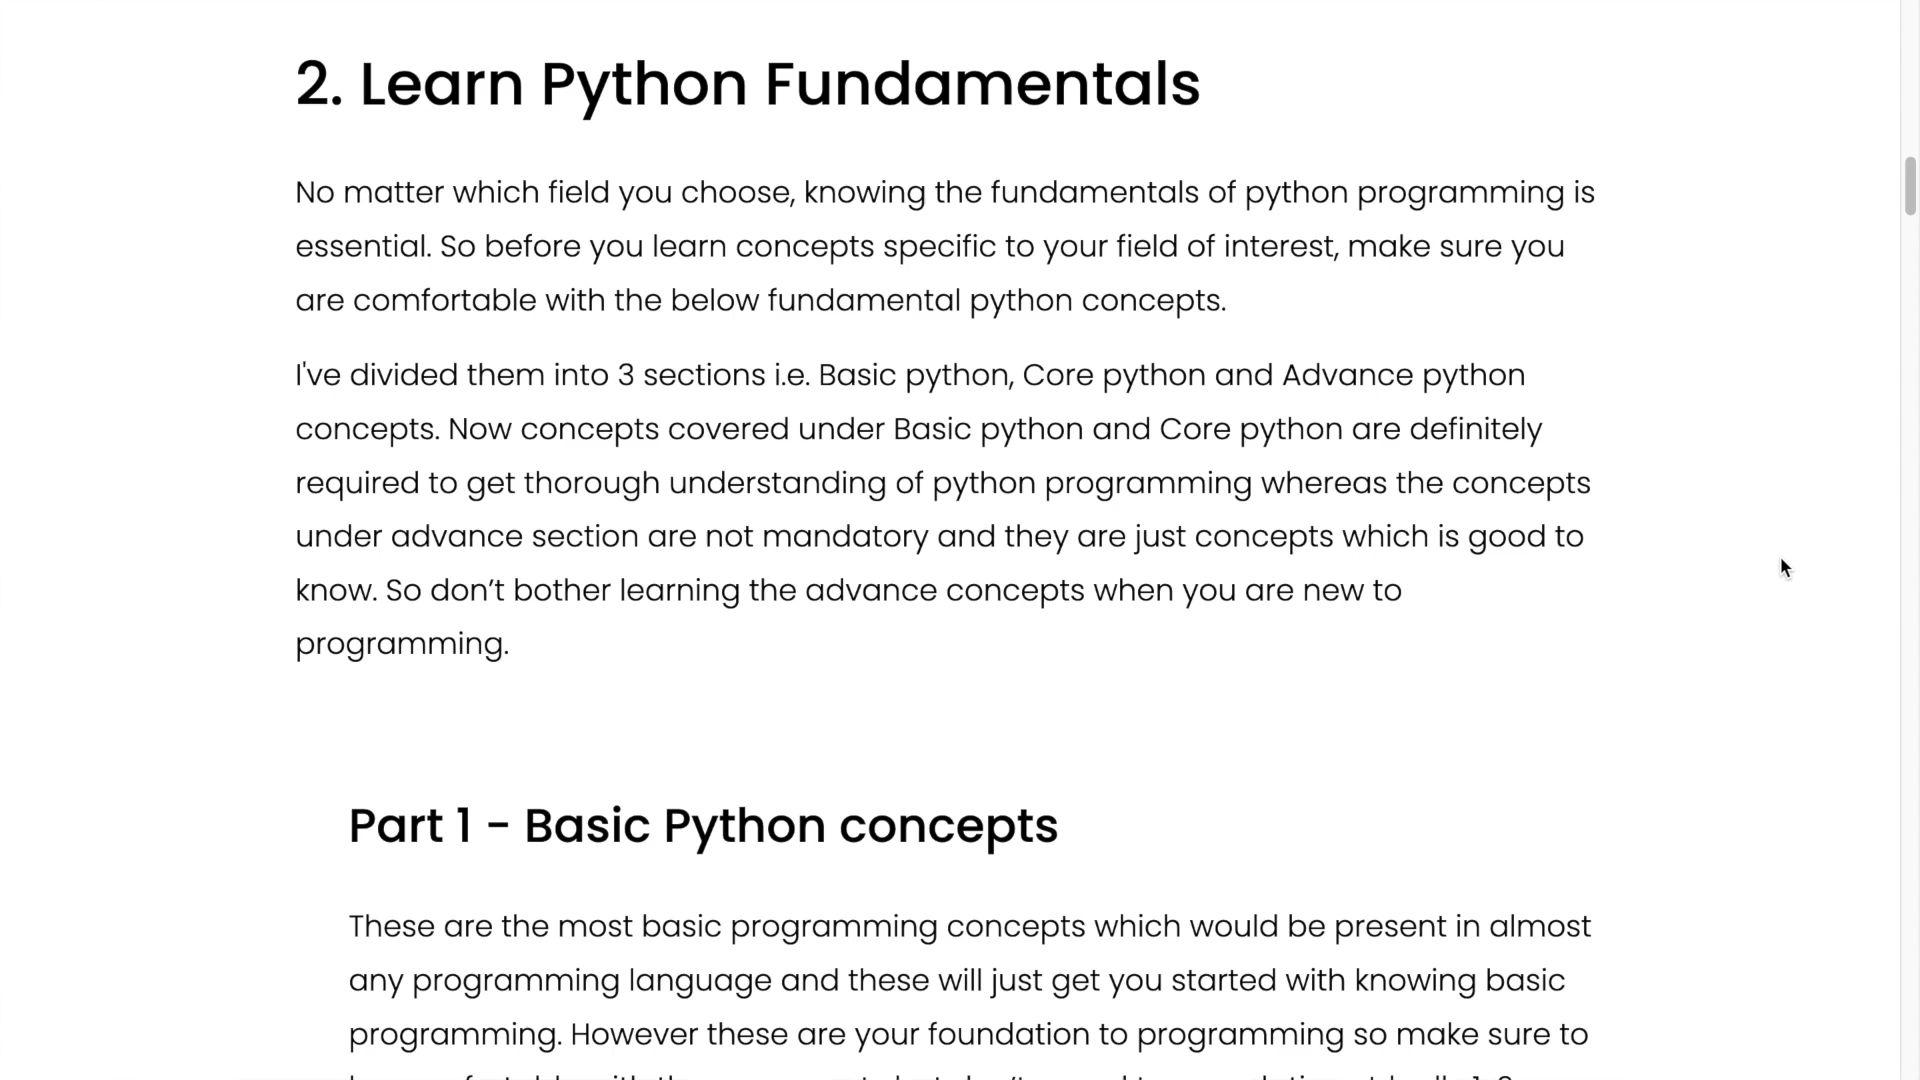 2. Learn Python Fundamentals
No matter which field you choose, knowing the fundamentals of python programming is
essential. So before you learn concepts specific to your field of interest, make sure you
are comfortable with the below fundamental python concepts.
I've divided them into 3 sections i.e. Basic python, Core python and Advance python
concepts. Now concepts covered under Basic python and Core python are definitely
required to get thorough understanding of python programming whereas the concepts
under advance section are not mandatory and they are just concepts which is good to
know. So don’t bother learning the advance concepts when you are new to
programming.
Part 1 - Basic Python concepts
These are the most basic programming concepts which would be present in almost
any programming language and these will just get you started with knowing basic
programming. However these are your foundation to programming so make sure to